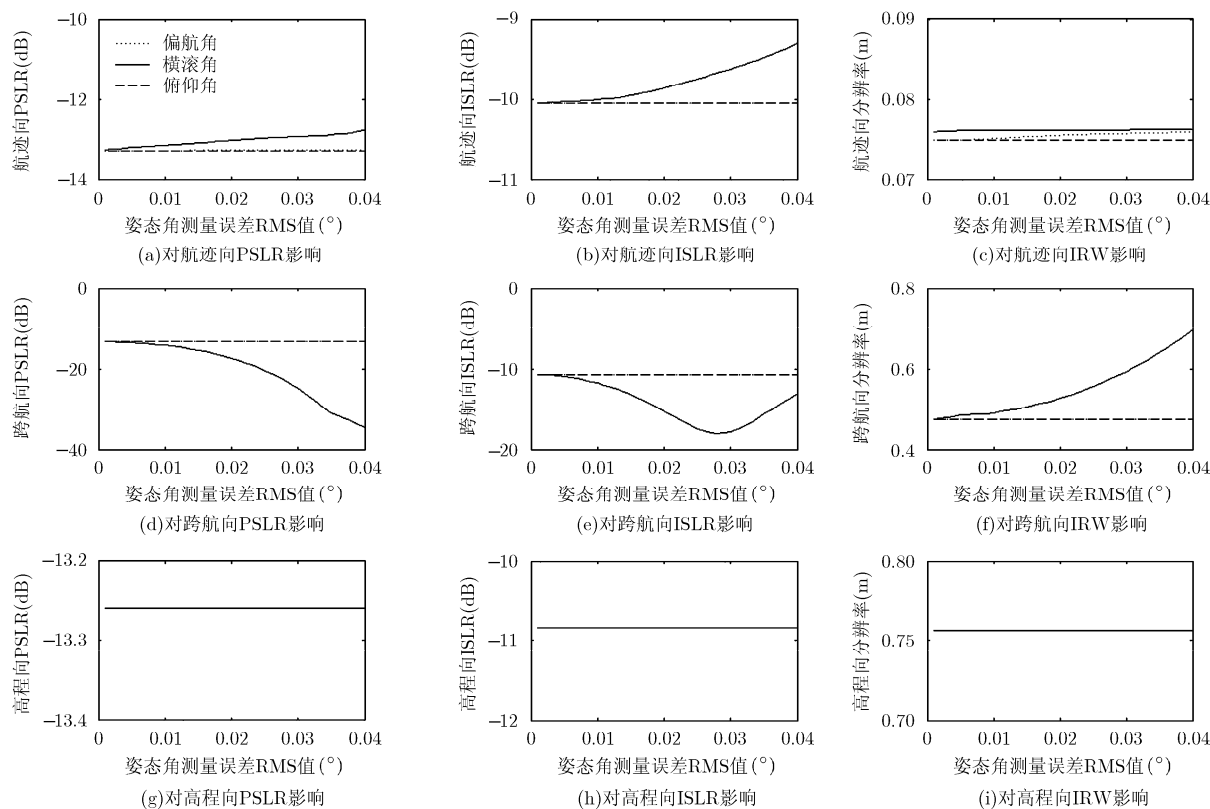 航迹向PSLR(dB)
−10
−12
−14
偏航角
横滚角
俯仰角
0 0.01 0.02 0.03 0.04
姿态角测量误差RMS值(°)
(a)对航迹向PSLR影响
航迹向ISLR(dB)
−9
−10
−11
0 0.01 0.02 0.03 0.04
姿态角测量误差RMS值(°)
(b)对航迹向ISLR影响
航迹向分辨率(m)
0.09
0.08
0.07
0 0.01 0.02 0.03 0.04
姿态角测量误差RMS值(°)
(c)对航迹向IRW影响
跨航向PSLR(dB)
0
−20
−40
0 0.01 0.02 0.03 0.04
姿态角测量误差RMS值(°)
(d)对跨航向PSLR影响
跨航向ISLR(dB)
0
−10
−20
0 0.01 0.02 0.03 0.04
姿态角测量误差RMS值(°)
(e)对跨航向ISLR影响
跨航向分辨率(m)
0.8
0.6
0.4
0 0.01 0.02 0.03 0.04
姿态角测量误差RMS值(°)
(f)对跨航向IRW影响
高程向PSLR(dB)
−13.2
−13.3
−13.4
0 0.01 0.02 0.03 0.04
姿态角测量误差RMS值(°)
(g)对高程向PSLR影响
高程向ISLR(dB)
−10
−11
−12
0 0.01 0.02 0.03 0.04
姿态角测量误差RMS值(°)
(h)对高程向ISLR影响
高程向分辨率(m)
0.80
0.75
0.70
0 0.01 0.02 0.03 0.04
姿态角测量误差RMS值(°)
(i)对高程向IRW影响